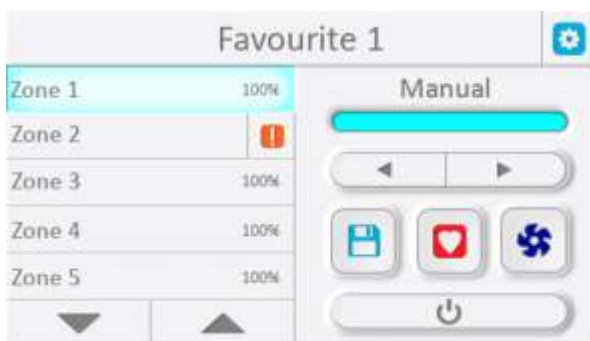 Favourite 1
Zone 1 100%
Manual
Zone 2
Zone 3 100%
Zone 4 100%
Zone 5 100%